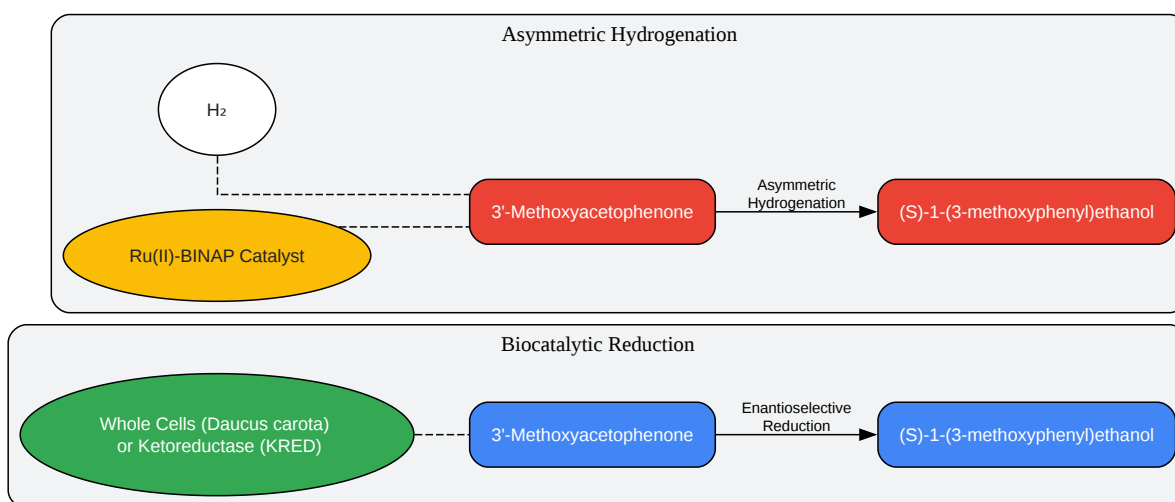 Asymmetric Hydrogenation
H₂
Ru(II)-BINAP Catalyst
3'-Methoxyacetophenone
Asymmetric
Hydrogenation
(S)-1-(3-methoxyphenyl)ethanol
Biocatalytic Reduction
Whole Cells (Daucus carota)
or Ketoreductase (KRED)
3'-Methoxyacetophenone
Enantioselective
Reduction
(S)-1-(3-methoxyphenyl)ethanol